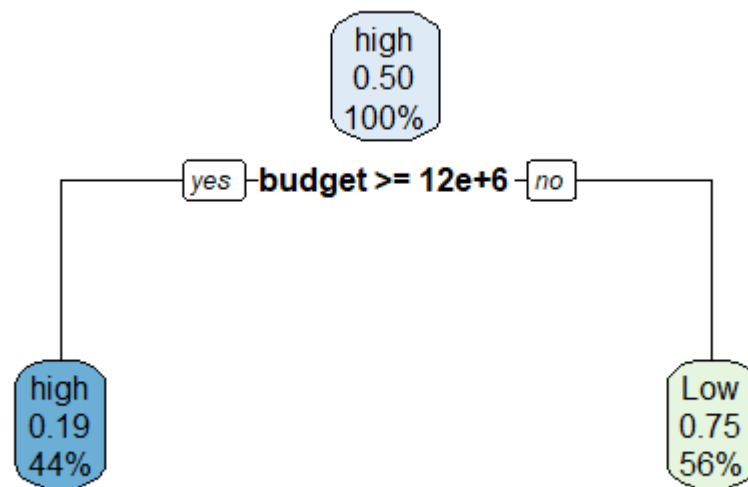 high
0.50
100%
yes budget >= 12e+6 no
high
0.19
44%
Low
0.75
56%